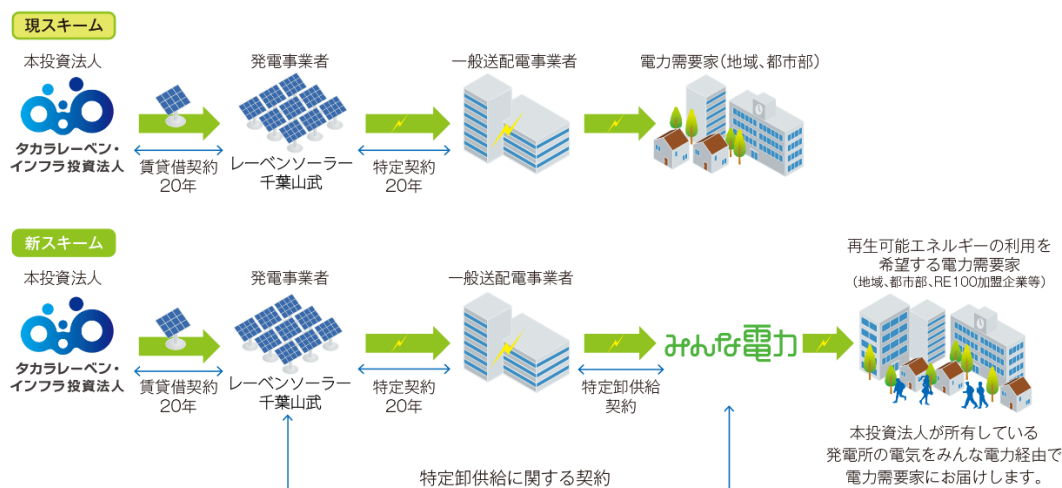 現スキーム
本投資法人
発電事業者
一般送配電事業者
電力需要家(地域、都市部)
タカラレーベン・
インフラ投資法人
賃貸借契約
20年
レーベンソーラー
千葉山武
特定契約
20年
新スキーム
本投資法人
発電事業者
一般送配電事業者
再生可能エネルギーの利用を
希望する電力需要家
(地域、都市部、RE100加盟企業等)
みんな電力
タカラレーベン・
インフラ投資法人
賃貸借契約
20年
レーベンソーラー
千葉山武
特定契約
20年
特定卸供給
契約
本投資法人が所有している
発電所の電気をみんな電力経由で
電力需要家にお届けします。
特定卸供給に関する契約